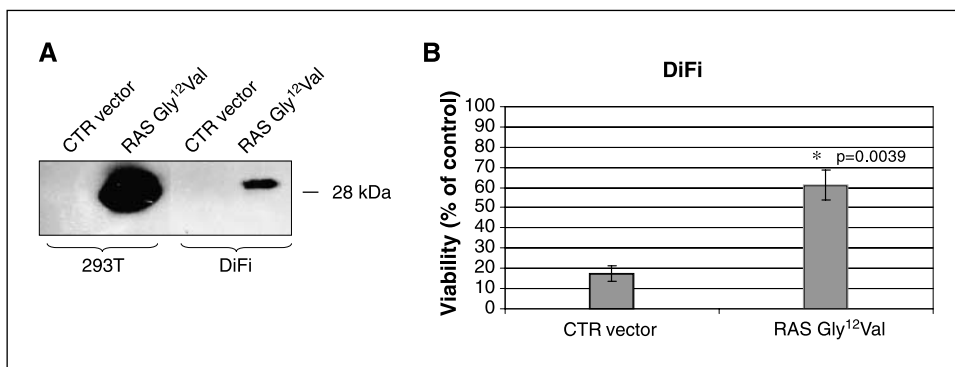 A
CTR vector
RAS Gly¹²Val
CTR vector
RAS Gly¹²Val
28 kDa
293T
DiFi
B
DiFi
Viability (% of control)
100
90
80
70
60
50
40
30
20
10
0
* p=0.0039
CTR vector
RAS Gly¹²Val